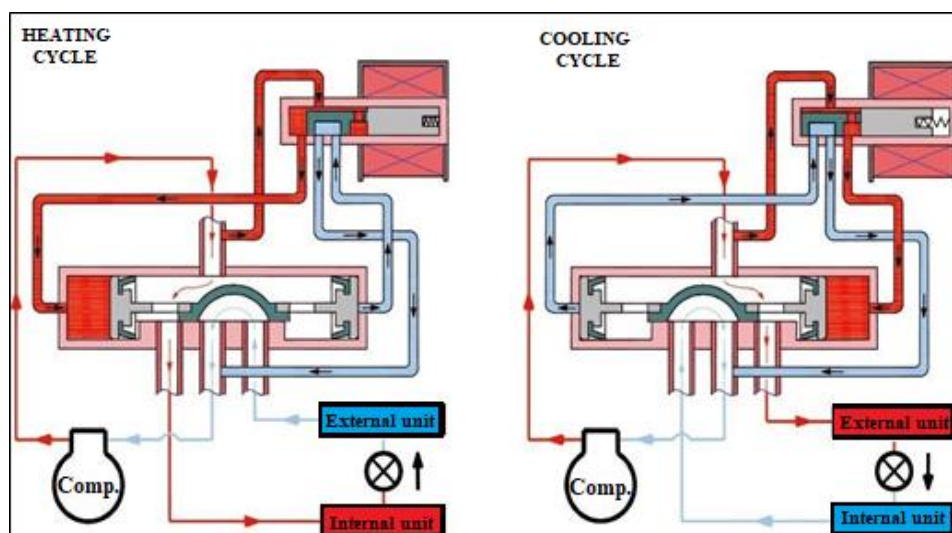 HEATING
CYCLE
External unit
Comp.
Internal unit
COOLING
CYCLE
External unit
Comp.
Internal unit